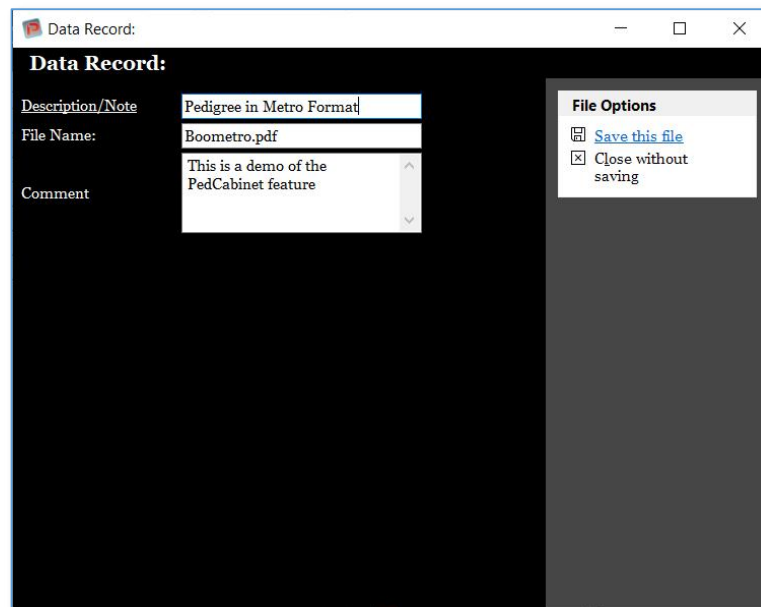 Data Record:
Data Record:
Description/Note
Pedigree in Metro Format
File Name:
Boometro.pdf
Comment
This is a demo of the
PedCabinet feature
File Options
Save this file
Close without
saving